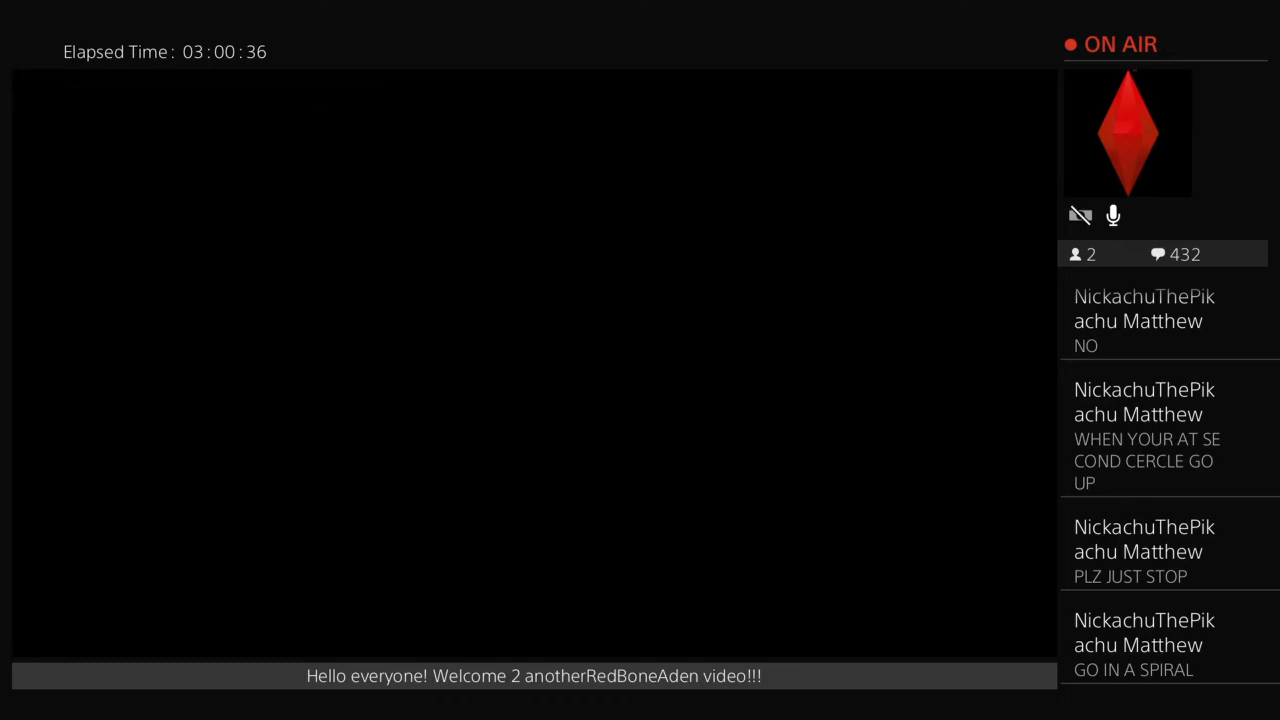 Elapsed Time: 03:00:36
ON AIR
2 432
NickachuThePik
achu Matthew
NO
NickachuThePik
achu Matthew
WHEN YOUR AT SE
COND CERCLE GO
UP
NickachuThePik
achu Matthew
PLZ JUST STOP
NickachuThePik
achu Matthew
GO IN A SPIRAL
Hello everyone! Welcome 2 anotherRedBoneAden video!!!